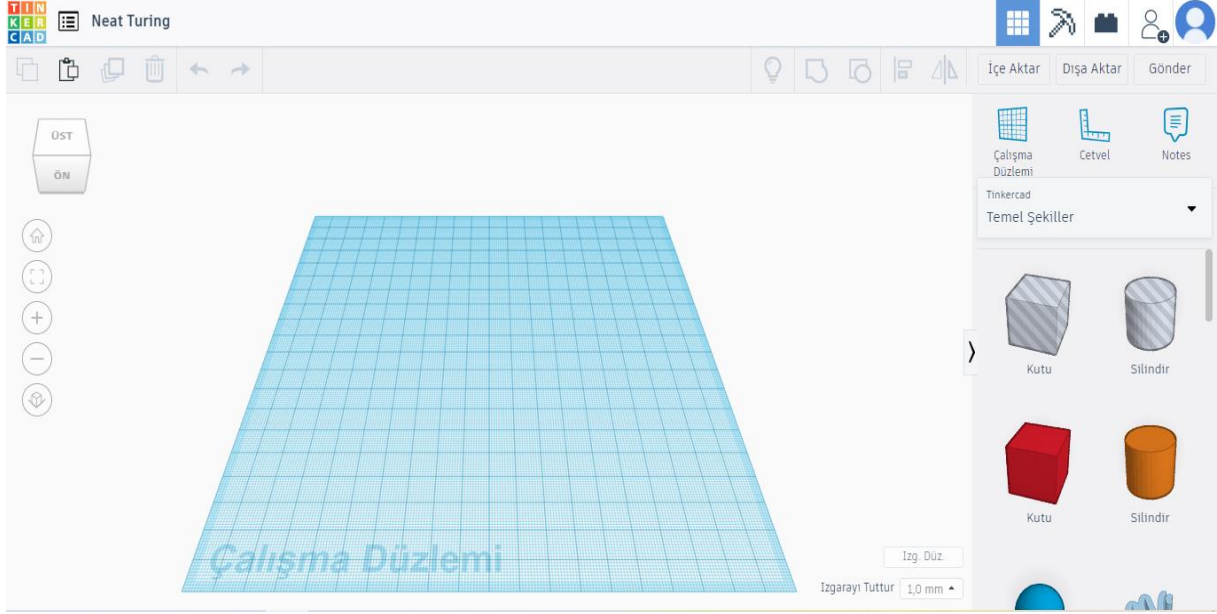 TIN
KER
CAD
Neat Turing
İçe Aktar
Dışa Aktar
Gönder
ÜST
ÖN
Çalışma
Düzlemi
Cetvel
Notes
Tinkercad
Temel Şekiller
Kutu
Silindir
Kutu
Silindir
Çalışma Düzlemi
Izg. Düz.
Izgarayı Tuttur
1,0 mm